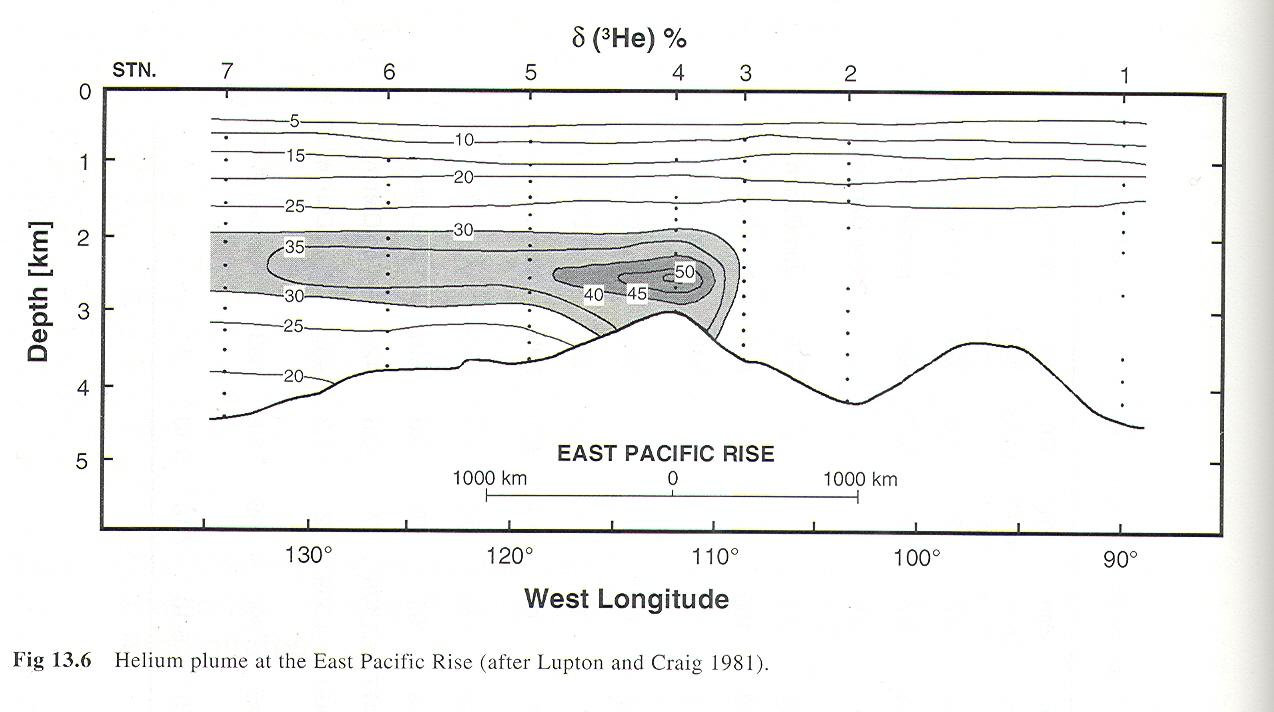 δ (³He) %
STN. 7 6 5 4 3 2 1
0
5
10
15
1
20
25
30
2
35
50
40 45
30
3
25
20
4
5
Depth [km]
EAST PACIFIC RISE
1000 km 0 1000 km
130° 120° 110° 100° 90°
West Longitude
Fig 13.6 Helium plume at the East Pacific Rise (after Lupton and Craig 1981).